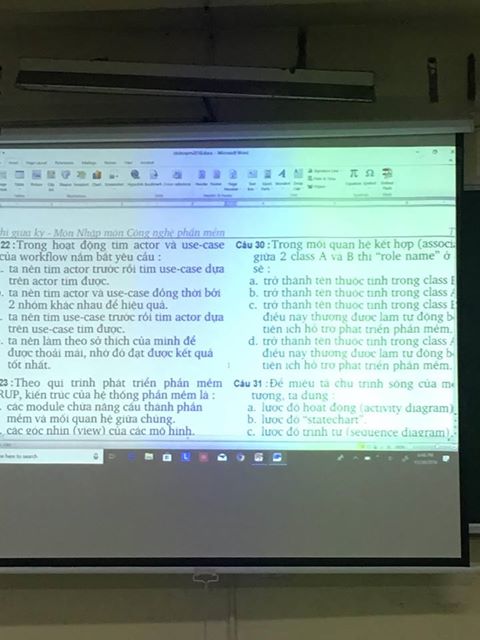 Microsoft Word
hi giữa kỳ - Môn Nhập môn Công nghệ phần mềm
22 : Trong hoạt động tìm actor và use-case
của workflow nắm bắt yêu cầu :
ta nên tìm actor trước rồi tìm use-case dựa
trên actor tìm được.
ta nên tìm actor và use-case đồng thời bởi
2 nhóm khác nhau để hiệu quả.
ta nên tìm use-case trước rồi tìm actor dựa
trên use-case tìm được.
ta nên làm theo sở thích của mình để
được thoải mái, nhờ đó đạt được kết quả
tốt nhất.
23 : Theo qui trình phát triển phần mềm
RUP, kiến trúc của hệ thống phần mềm là :
các module chức năng cấu thành phần
mềm và mối quan hệ giữa chúng.
các góc nhìn (view) của các mô hình.
Câu 30 : Trong mối quan hệ kết hợp (associ
giữa 2 class A và B thì "role name" ở
sẽ :
a. trở thành tên thuộc tính trong class B
b. trở thành tên thuộc tính trong class A
c. trở thành tên thuộc tính trong class B
điều này thường được làm tự động b
tiện ích hỗ trợ phát triển phần mềm.
d. trở thành tên thuộc tính trong class A
điều này thường được làm tự động b
tiện ích hỗ trợ phát triển phần mềm.
Câu 31 : Để miêu tả chu trình sống của m
tượng, ta dùng :
a. lược đồ hoạt động (activity diagram)
b. lược đồ "statechart".
c. lược đồ trình tự (sequence diagram).
here to search